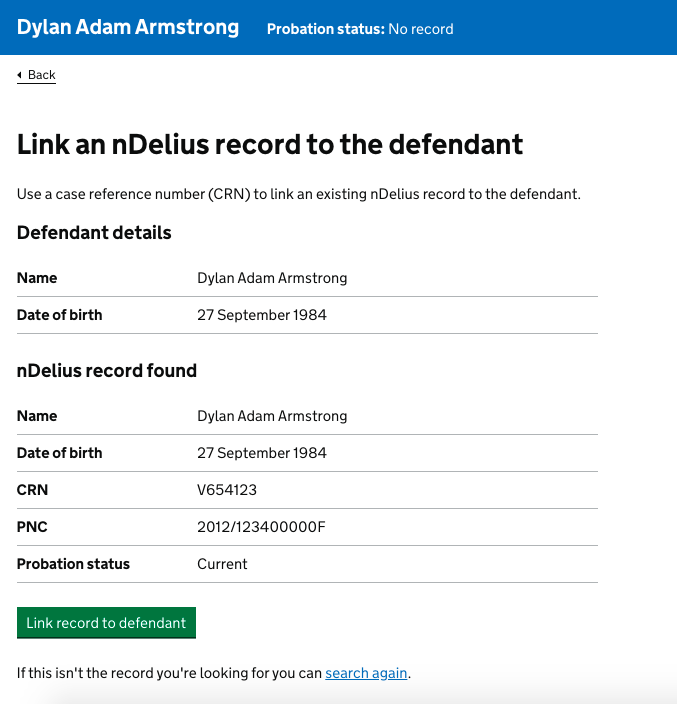 Dylan Adam Armstrong Probation status: No record
Back
Link an nDelius record to the defendant
Use a case reference number (CRN) to link an existing nDelius record to the defendant.
Defendant details
Name Dylan Adam Armstrong
Date of birth 27 September 1984
nDelius record found
Name Dylan Adam Armstrong
Date of birth 27 September 1984
CRN V654123
PNC 2012/123400000F
Probation status Current
Link record to defendant
If this isn't the record you're looking for you can search again.